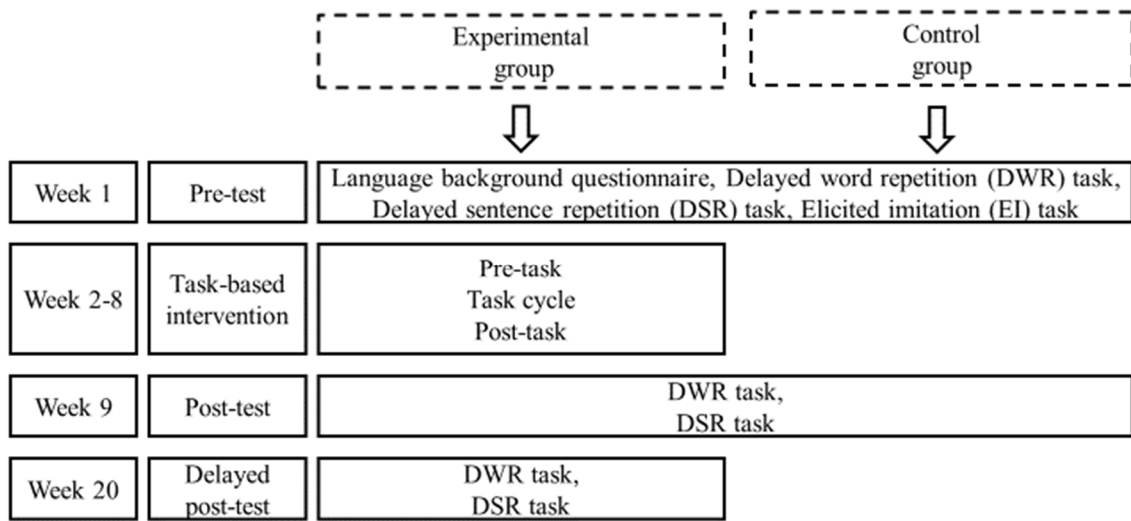 Experimental
group
Control
group
Week 1
Pre-test
Language background questionnaire, Delayed word repetition (DWR) task,
Delayed sentence repetition (DSR) task, Elicited imitation (EI) task
Week 2-8
Task-based
intervention
Pre-task
Task cycle
Post-task
Week 9
Post-test
DWR task,
DSR task
Week 20
Delayed
post-test
DWR task,
DSR task